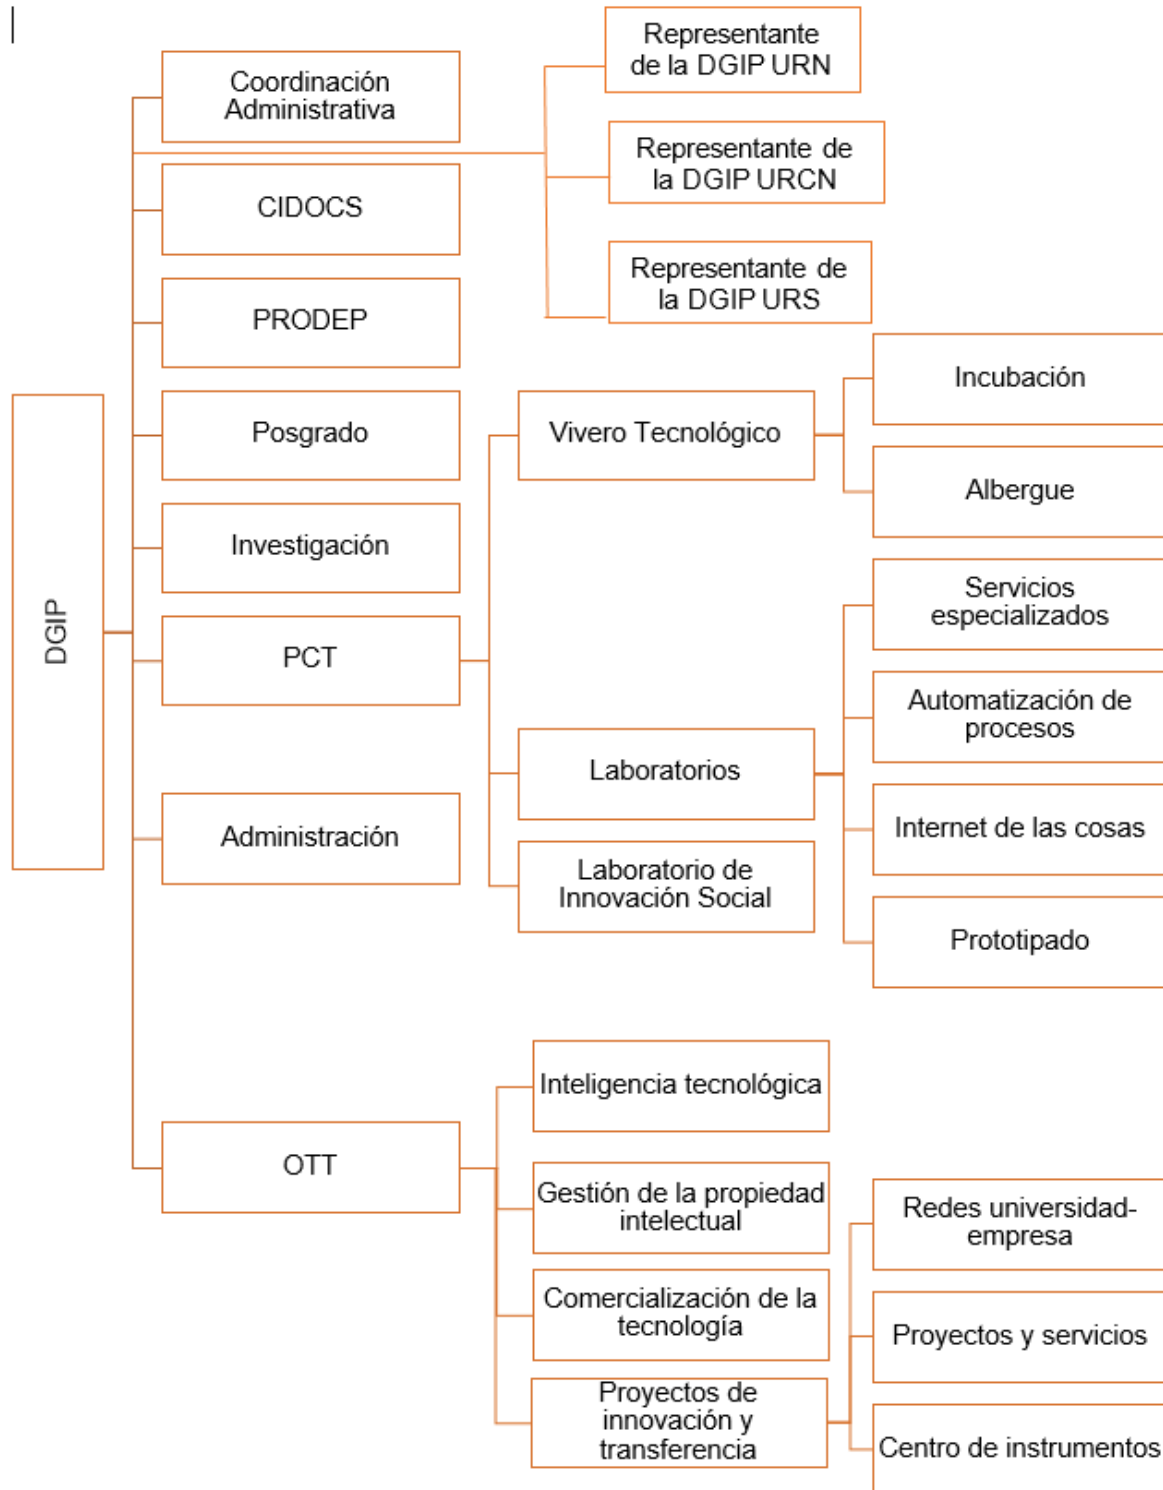 Representante
de la DGIP URN
Coordinación
Administrativa
Representante de
la DGIP URCN
CIDOCS
Representante de
la DGIP URS
PRODEP
Incubación
Posgrado
Vivero Tecnológico
Albergue
Investigación
Servicios
especializados
DGIP
PCT
Automatización de
procesos
Laboratorios
Administración
Internet de las cosas
Laboratorio de
Innovación Social
Prototipado
Inteligencia tecnológica
OTT
Gestión de la propiedad
intelectual
Redes universidad-
empresa
Comercialización de la
tecnología
Proyectos y servicios
Proyectos de
innovación y
transferencia
Centro de instrumentos